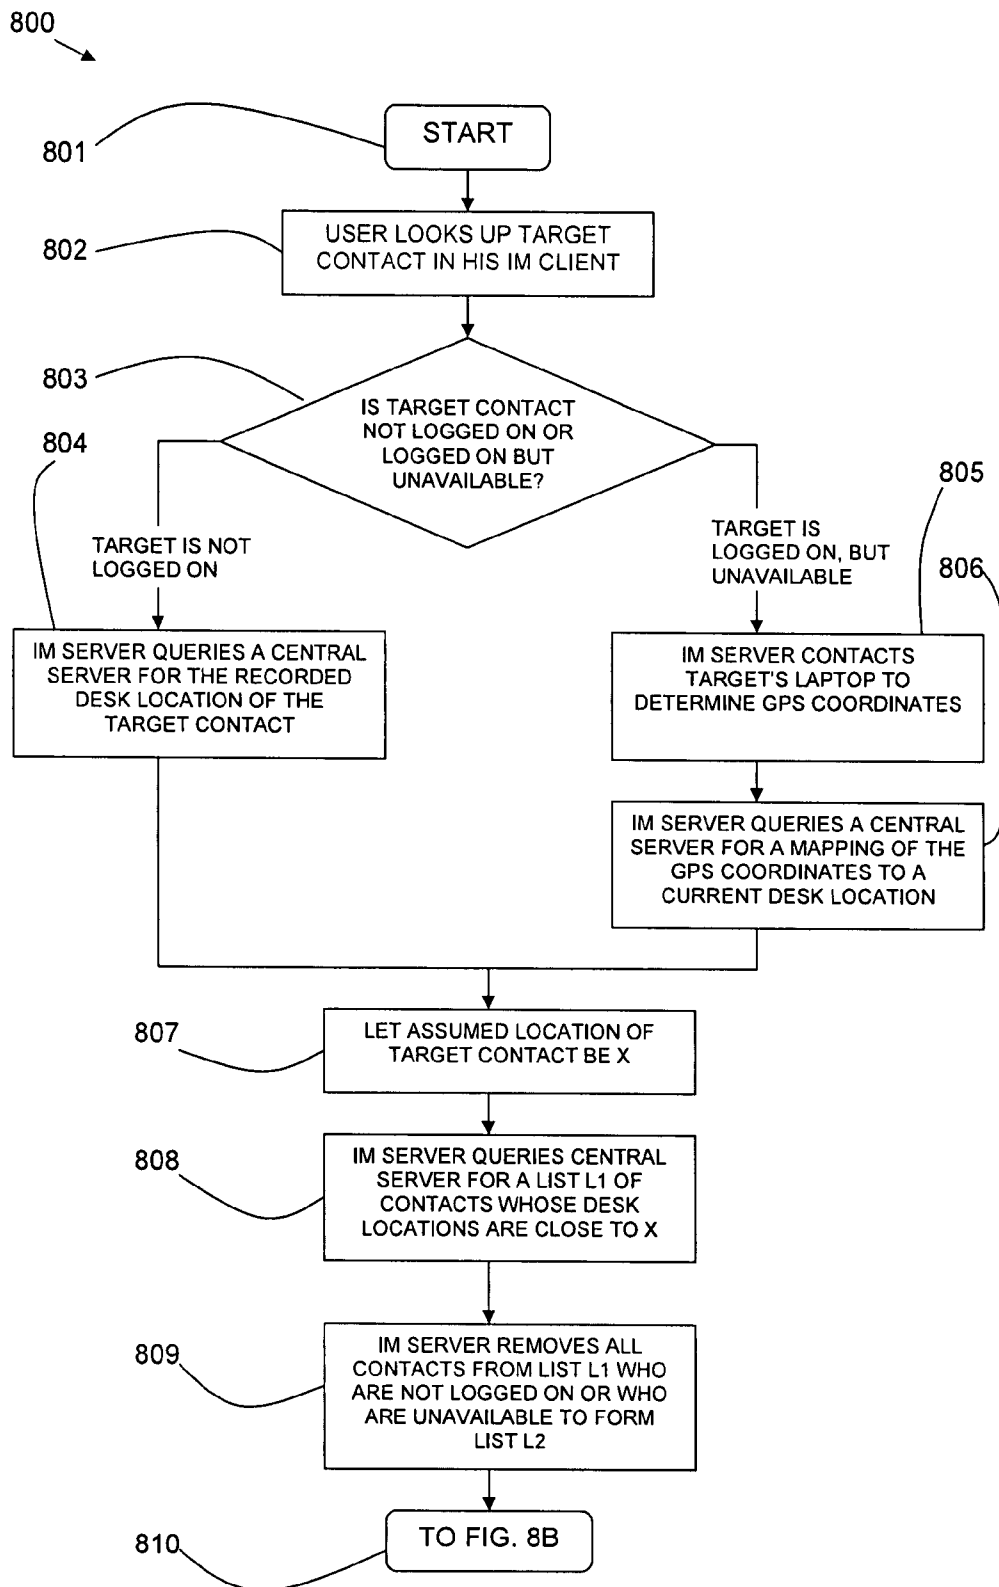 800
801
START
802
USER LOOKS UP TARGET
CONTACT IN HIS IM CLIENT
803
IS TARGET CONTACT
NOT LOGGED ON OR
LOGGED ON BUT
UNAVAILABLE?
804
805
TARGET IS NOT
LOGGED ON
TARGET IS
LOGGED ON, BUT
UNAVAILABLE
806
IM SERVER QUERIES A CENTRAL
SERVER FOR THE RECORDED
DESK LOCATION OF THE
TARGET CONTACT
IM SERVER CONTACTS
TARGET'S LAPTOP TO
DETERMINE GPS COORDINATES
IM SERVER QUERIES A CENTRAL
SERVER FOR A MAPPING OF THE
GPS COORDINATES TO A
CURRENT DESK LOCATION
807
LET ASSUMED LOCATION OF
TARGET CONTACT BE X
808
IM SERVER QUERIES CENTRAL
SERVER FOR A LIST L1 OF
CONTACTS WHOSE DESK
LOCATIONS ARE CLOSE TO X
809
IM SERVER REMOVES ALL
CONTACTS FROM LIST L1 WHO
ARE NOT LOGGED ON OR WHO
ARE UNAVAILABLE TO FORM
LIST L2
810
TO FIG. 8B